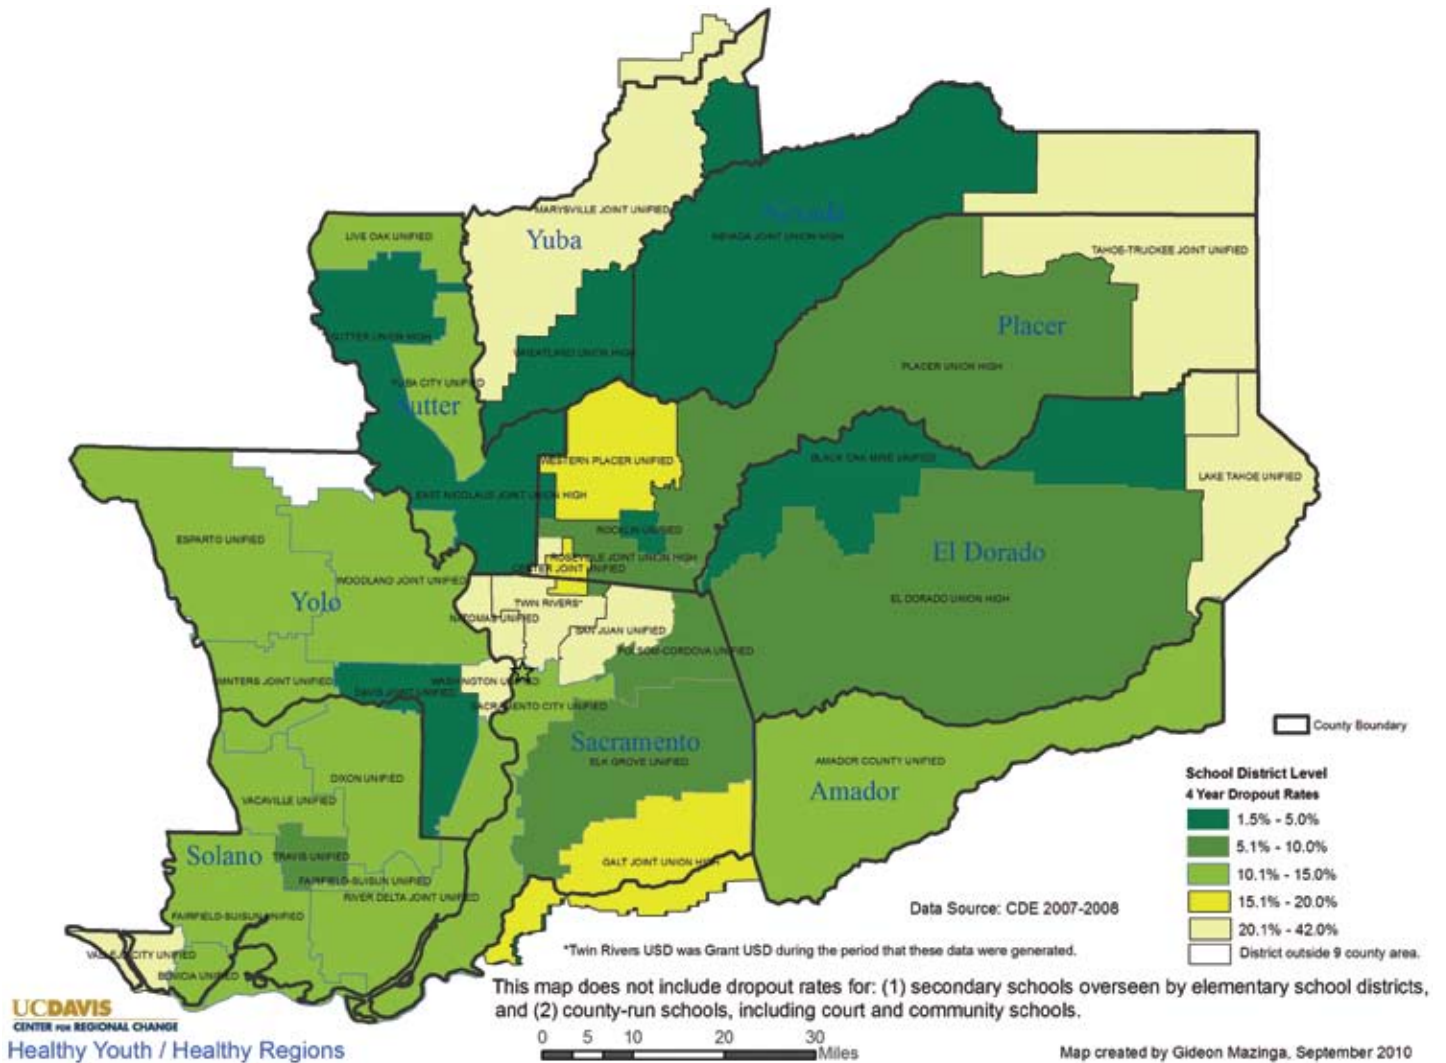 MARYSVILLE JOINT UNIFIED
Nevada
LIVE OAK UNIFIED
Yuba
NEVADA JOINT UNION HIGH
TAHOE-TRUCKEE JOINT UNIFIED
Placer
SUTTER UNION HIGH
WHEATLAND UNION HIGH
PLACER UNION HIGH
YUBA CITY UNIFIED
Sutter
BLACK OAK MINE UNIFIED
WESTERN PLACER UNIFIED
LAKE TAHOE UNIFIED
EAST NICOLAUS JOINT UNION HIGH
ROCKLIN UNIFIED
ESPARTO UNIFIED
El Dorado
ROSEVILLE JOINT UNION HIGH
CENTER JOINT UNIFIED
WOODLAND JOINT UNIFIED
Yolo
TWIN RIVERS*
EL DORADO UNION HIGH
NATOMAS UNIFIED
SAN JUAN UNIFIED
FOLSOM-CORDOVA UNIFIED
WINTERS JOINT UNIFIED
WASHINGTON UNIFIED
DAVIS JOINT UNIFIED
SACRAMENTO CITY UNIFIED
County Boundary
Sacramento
ELK GROVE UNIFIED
AMADOR COUNTY UNIFIED
DIXON UNIFIED
Amador
VACAVILLE UNIFIED
School District Level
4 Year Dropout Rates
1.5% - 5.0%
5.1% - 10.0%
10.1% - 15.0%
15.1% - 20.0%
20.1% - 42.0%
District outside 9 county area.
Solano
TRAVIS UNIFIED
GALT JOINT UNION HIGH
FAIRFIELD-SUISUN UNIFIED
RIVER DELTA JOINT UNIFIED
FAIRFIELD-SUISUN UNIFIED
Data Source: CDE 2007-2008
VALLEJO CITY UNIFIED
BENICIA UNIFIED
*Twin Rivers USD was Grant USD during the period that these data were generated.
This map does not include dropout rates for: (1) secondary schools overseen by elementary school districts,
and (2) county-run schools, including court and community schools.
UCDAVIS
CENTER FOR REGIONAL CHANGE
Healthy Youth / Healthy Regions
0 5 10 20 30
Miles
Map created by Gideon Mazinga, September 2010